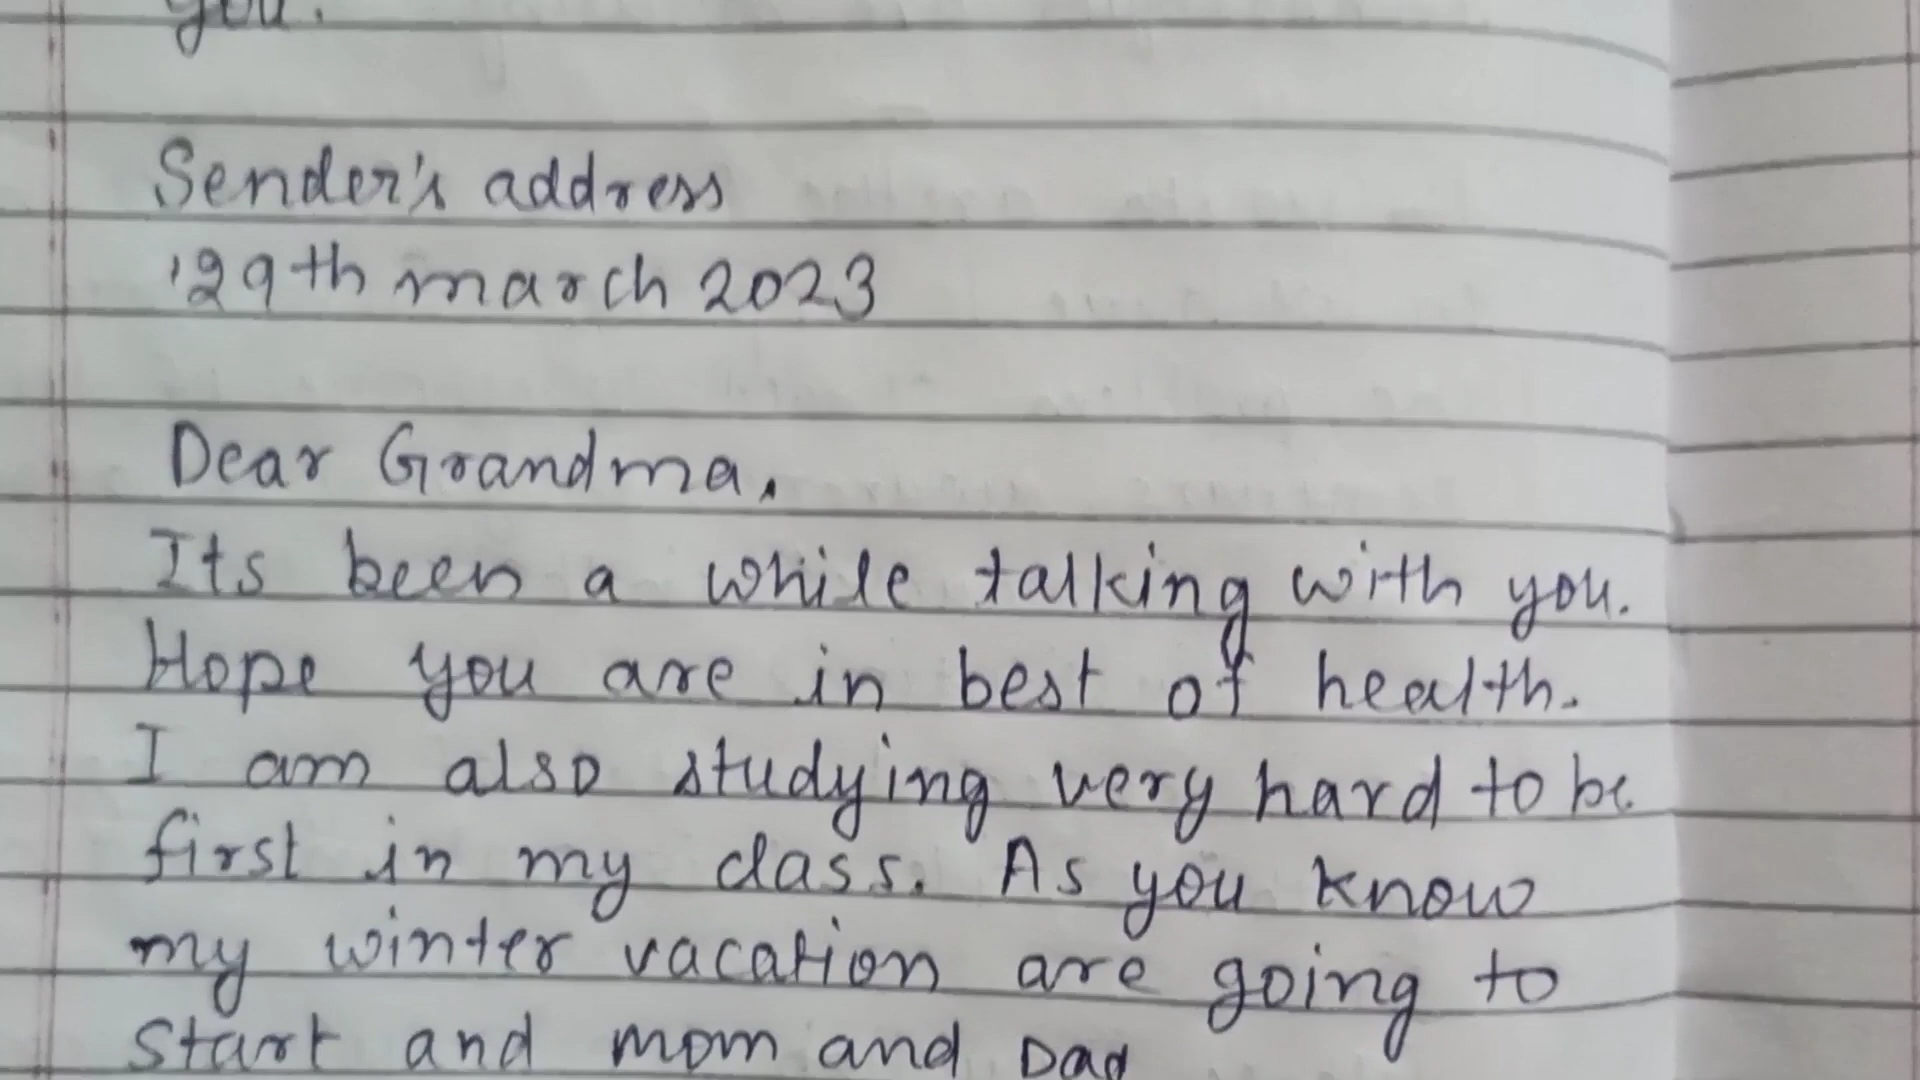 you.
Sender's address
29th march 2023
Dear Grandma,
Its been a while talking with you.
Hope you are in best of health.
I am also studying very hard to be
first in my class. As you know
my winter vacation are going to
start and mom and Dad